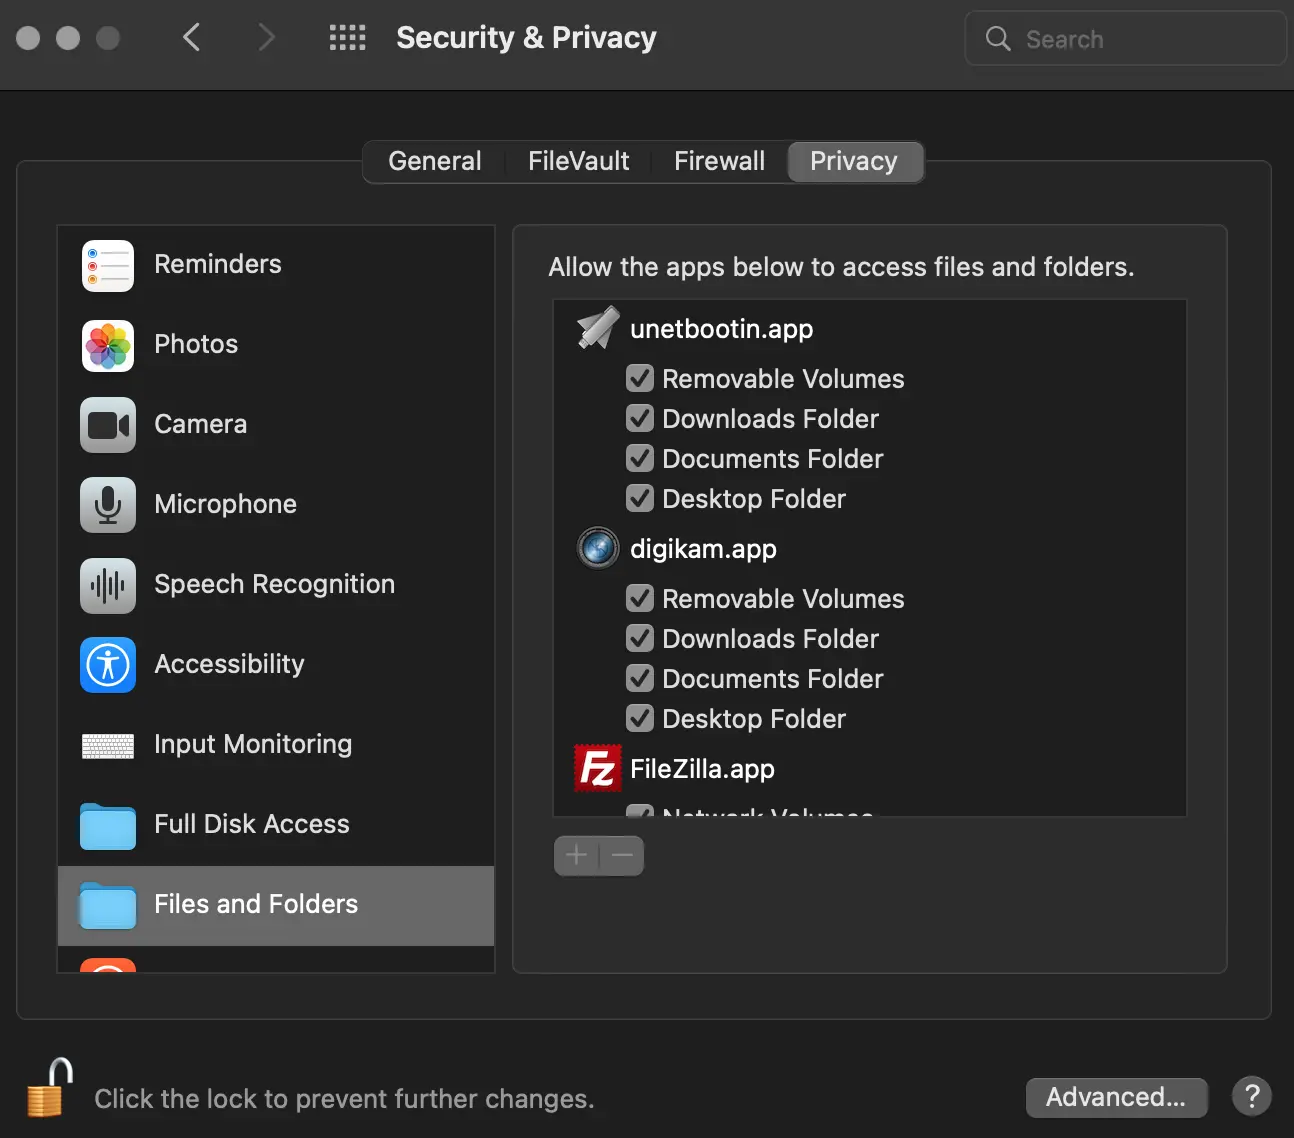 Security & Privacy
Search
General
FileVault
Firewall
Privacy
Reminders
Photos
Camera
Microphone
Speech Recognition
Accessibility
Input Monitoring
Full Disk Access
Files and Folders
Allow the apps below to access files and folders.
unetbootin.app
Removable Volumes
Downloads Folder
Documents Folder
Desktop Folder
digikam.app
Removable Volumes
Downloads Folder
Documents Folder
Desktop Folder
Fz FileZilla.app
Network Volumes
Click the lock to prevent further changes.
Advanced...
?